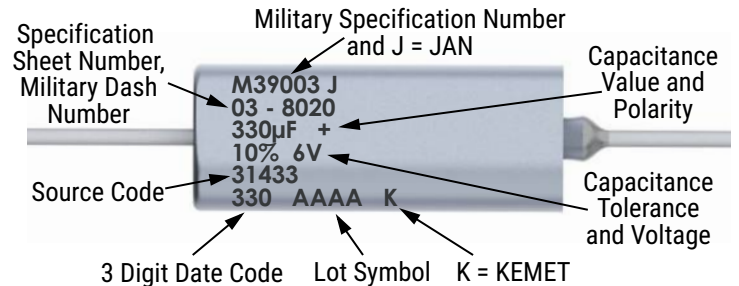 Military Specification Number
and J = JAN
Specification
Sheet Number,
Military Dash
Number
Capacitance
Value and
Polarity
M39003 J
03 - 8020
330µF +
10% 6V
31433
330 AAAA K
Source Code
Capacitance
Tolerance
and Voltage
3 Digit Date Code
Lot Symbol
K = KEMET